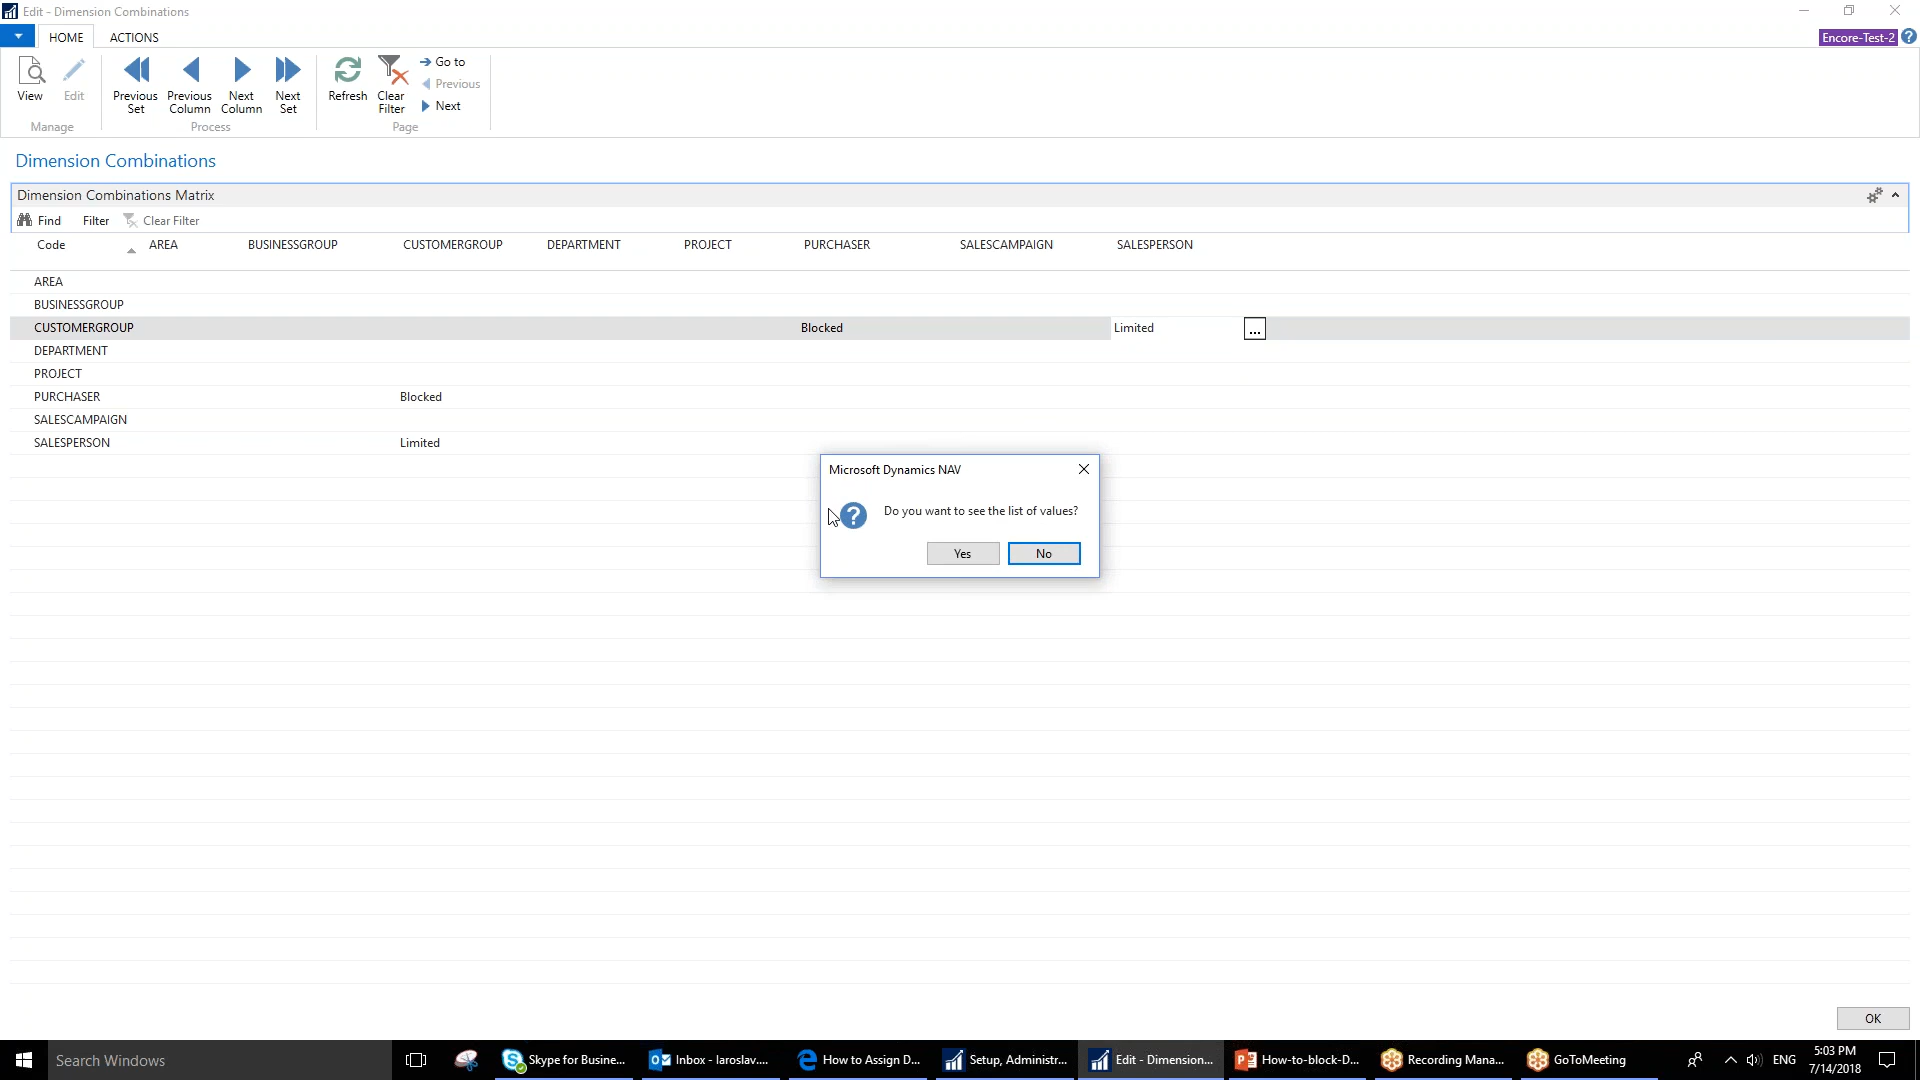 Edit - Dimension Combinations
HOME ACTIONS
Encore-Test-2
View Edit
Previous Set Previous Column Next Column Next Set
Refresh Clear Filter
Go to
Previous
Next
Manage Process Page
Dimension Combinations
Dimension Combinations Matrix
Find Filter Clear Filter
Code AREA BUSINESSGROUP CUSTOMERGROUP DEPARTMENT PROJECT PURCHASER SALESCAMPAIGN SALESPERSON
AREA
BUSINESSGROUP
CUSTOMERGROUP Blocked Limited ...
DEPARTMENT
PROJECT
PURCHASER Blocked
SALESCAMPAIGN
SALESPERSON Limited
Microsoft Dynamics NAV
Do you want to see the list of values?
Yes No
OK
Search Windows Skype for Busine... Inbox - Iaroslav.... How to Assign D... Setup, Administr... Edit - Dimension... How-to-block-D... Recording Mana... GoToMeeting ENG
5:03 PM
7/14/2018